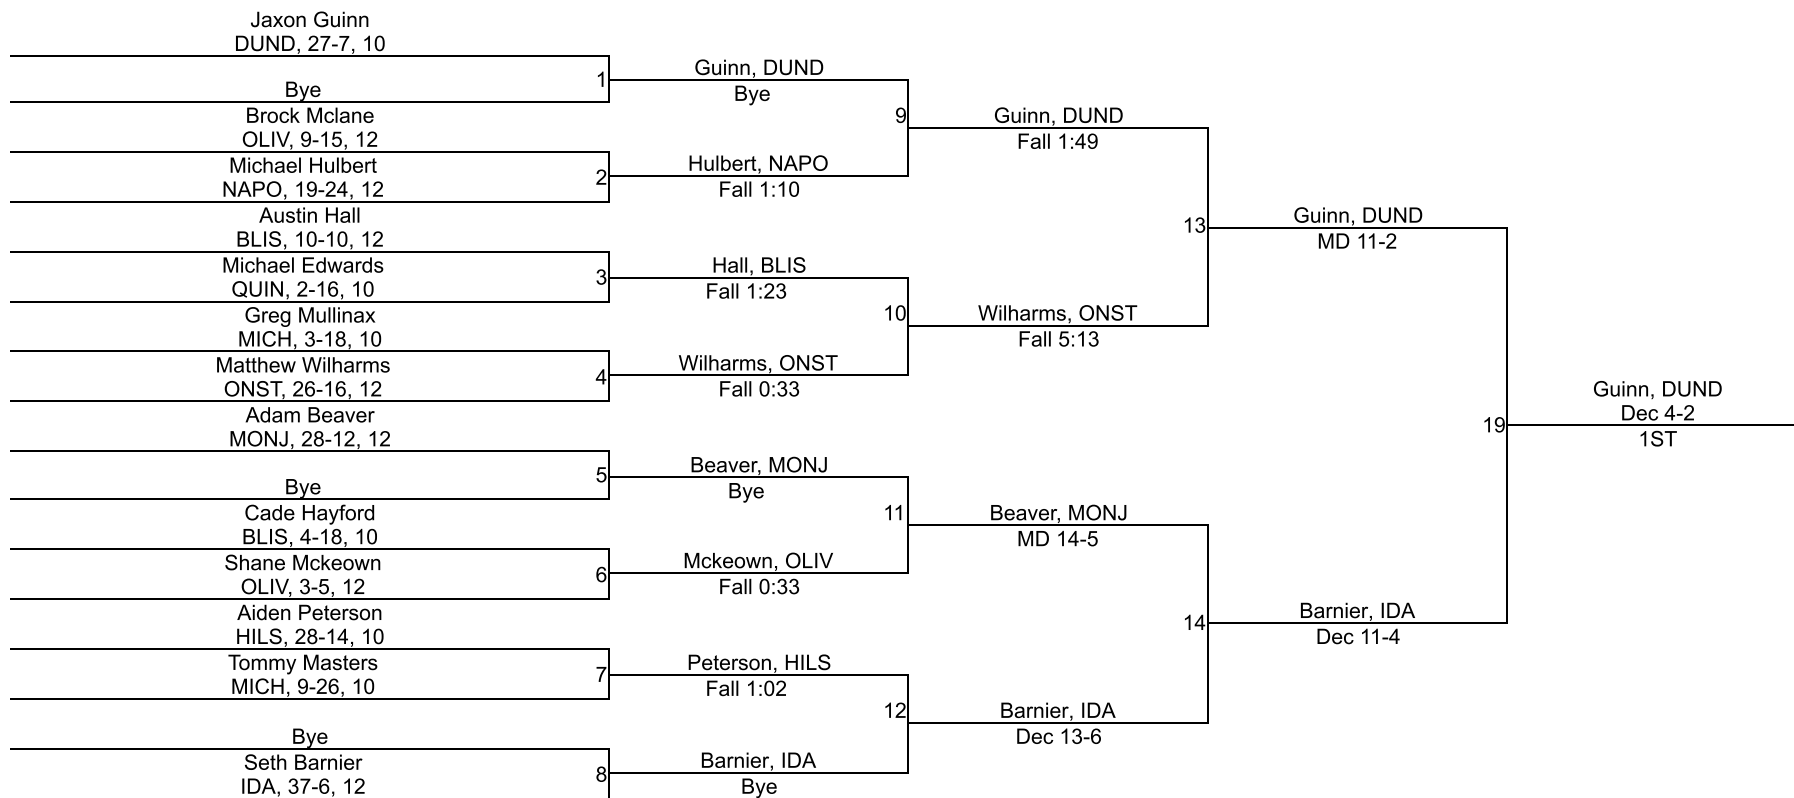 Jaxon Guinn
DUND, 27-7, 10
Bye
1
Brock Mclane
OLIV, 9-15, 12
Michael Hulbert
NAPO, 19-24, 12
2
Austin Hall
BLIS, 10-10, 12
Michael Edwards
QUIN, 2-16, 10
3
Greg Mullinax
MICH, 3-18, 10
Matthew Wilharms
ONST, 26-16, 12
4
Adam Beaver
MONJ, 28-12, 12
Bye
5
Cade Hayford
BLIS, 4-18, 10
Shane Mckeown
OLIV, 3-5, 12
6
Aiden Peterson
HILS, 28-14, 10
Tommy Masters
MICH, 9-26, 10
7
Bye
Seth Barnier
IDA, 37-6, 12
8
Guinn, DUND
Bye
9
Hulbert, NAPO
Fall 1:10
Hall, BLIS
Fall 1:23
10
Wilharms, ONST
Fall 0:33
Beaver, MONJ
Bye
11
Mckeown, OLIV
Fall 0:33
Peterson, HILS
Fall 1:02
12
Barnier, IDA
Bye
Guinn, DUND
Fall 1:49
13
Wilharms, ONST
Fall 5:13
Beaver, MONJ
MD 14-5
14
Barnier, IDA
Dec 13-6
Guinn, DUND
MD 11-2
19
Barnier, IDA
Dec 11-4
Guinn, DUND
Dec 4-2
1ST